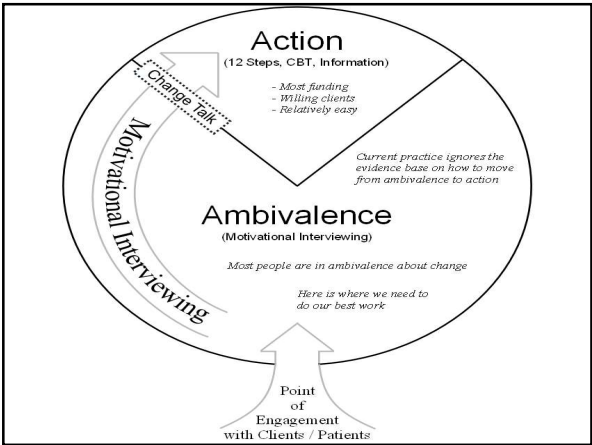 Action
(12 Steps, CBT, Information)
- Most funding
- Willing clients
- Relatively easy
Change Talk
Motivational Interviewing
Current practice ignores the
evidence base on how to move
from ambivalence to action
Ambivalence
(Motivational Interviewing)
Most people are in ambivalence about change
Here is where we need to
do our best work
Point
of
Engagement
with Clients / Patients